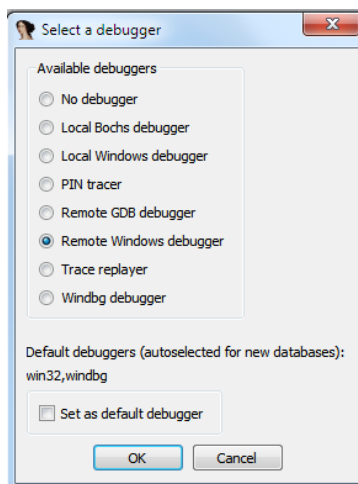 Select a debugger
Available debuggers
No debugger
Local Bochs debugger
Local Windows debugger
PIN tracer
Remote GDB debugger
Remote Windows debugger
Trace replayer
Windbg debugger
Default debuggers (autoselected for new databases):
win32,windbg
Set as default debugger
OK Cancel